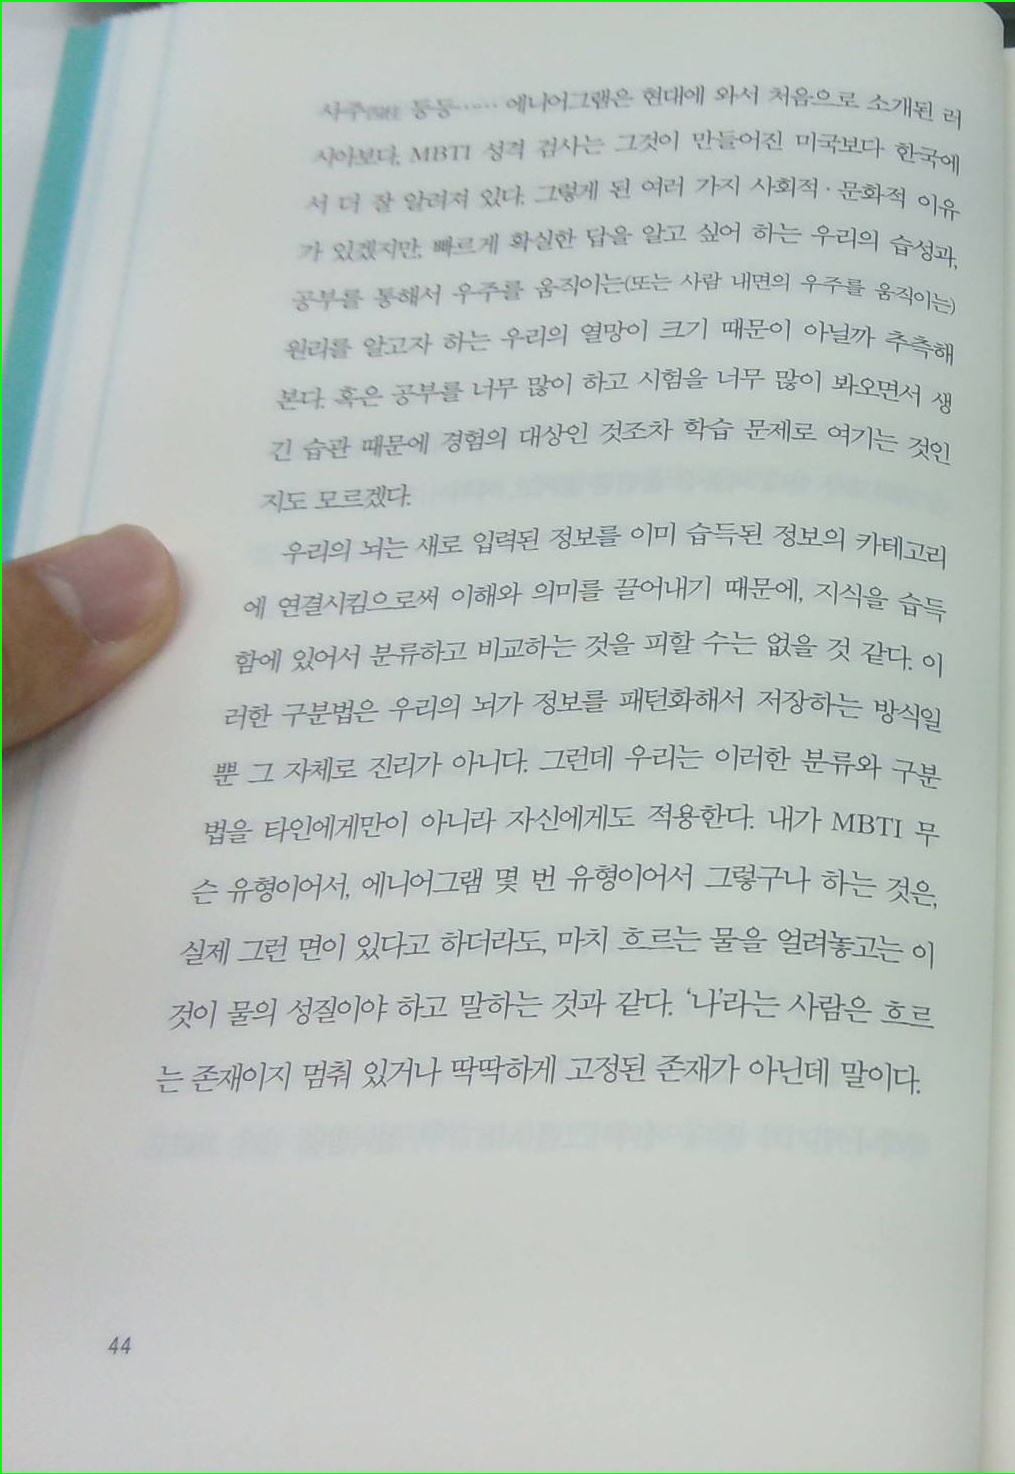 사주 등등…… 에니어그램은 현대에 와서 처음으로 소개된 러
시아보다, MBTI 성격 검사는 그것이 만들어진 미국보다 한국에
서 더 잘 알려져 있다. 그렇게 된 여러 가지 사회적·문화적 이유
가 있겠지만, 빠르게 확실한 답을 알고 싶어 하는 우리의 습성과,
공부를 통해서 우주를 움직이는(또는 사람 내면의 우주를 움직이는)
원리를 알고자 하는 우리의 열망이 크기 때문이 아닐까 추측해
본다. 혹은 공부를 너무 많이 하고 시험을 너무 많이 봐오면서 생
긴 습관 때문에 경험의 대상인 것조차 학습 문제로 여기는 것인
지도 모르겠다.
우리의 뇌는 새로 입력된 정보를 이미 습득된 정보의 카테고리
에 연결시킴으로써 이해와 의미를 끌어내기 때문에, 지식을 습득
함에 있어서 분류하고 비교하는 것을 피할 수는 없을 것 같다. 이
러한 구분법은 우리의 뇌가 정보를 패턴화해서 저장하는 방식일
뿐 그 자체로 진리가 아니다. 그런데 우리는 이러한 분류와 구분
법을 타인에게만이 아니라 자신에게도 적용한다. 내가 MBTI 무
슨 유형이어서, 에니어그램 몇 번 유형이어서 그렇구나 하는 것은,
실제 그런 면이 있다고 하더라도, 마치 흐르는 물을 얼려놓고는 이
것이 물의 성질이야 하고 말하는 것과 같다. ‘나’라는 사람은 흐르
는 존재이지 멈춰 있거나 딱딱하게 고정된 존재가 아닌데 말이다.
44